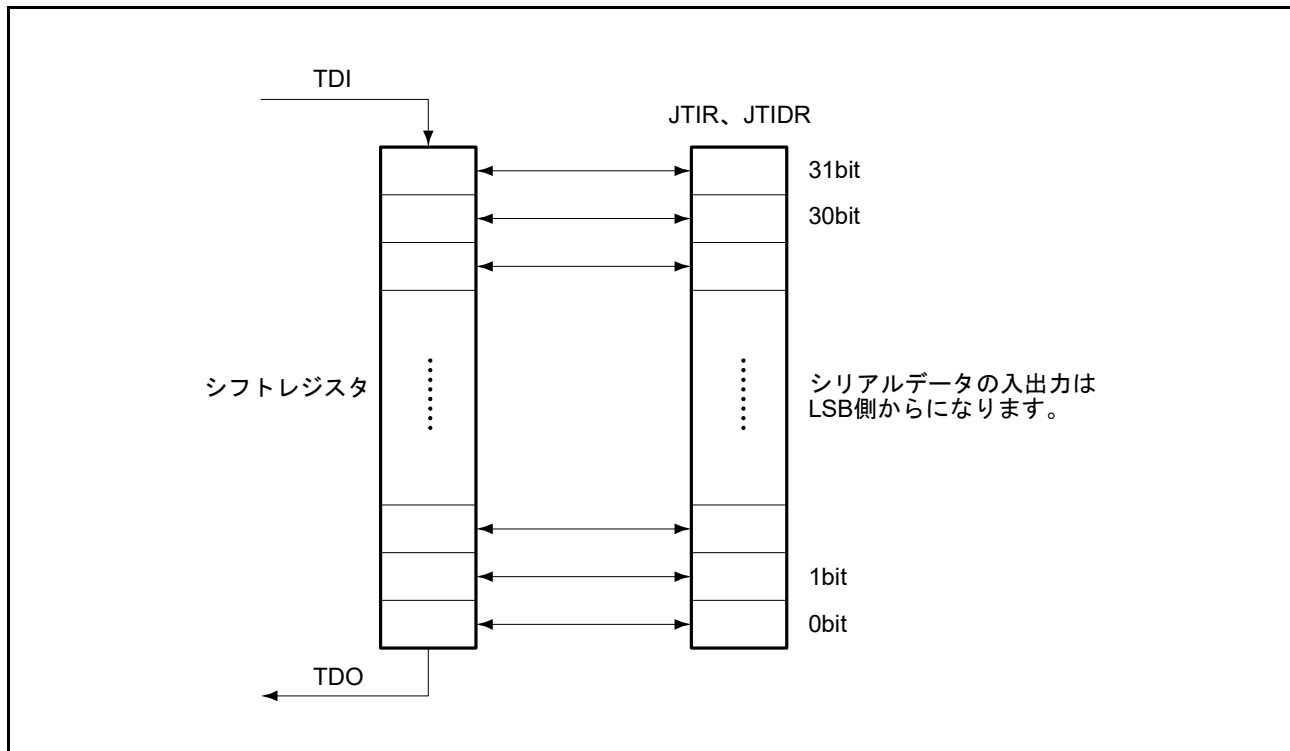 TDI
JTIR、JTIDR
31bit
30bit
シフトレジスタ
シリアルデータの入出力は
LSB側からになります。
1bit
0bit
TDO